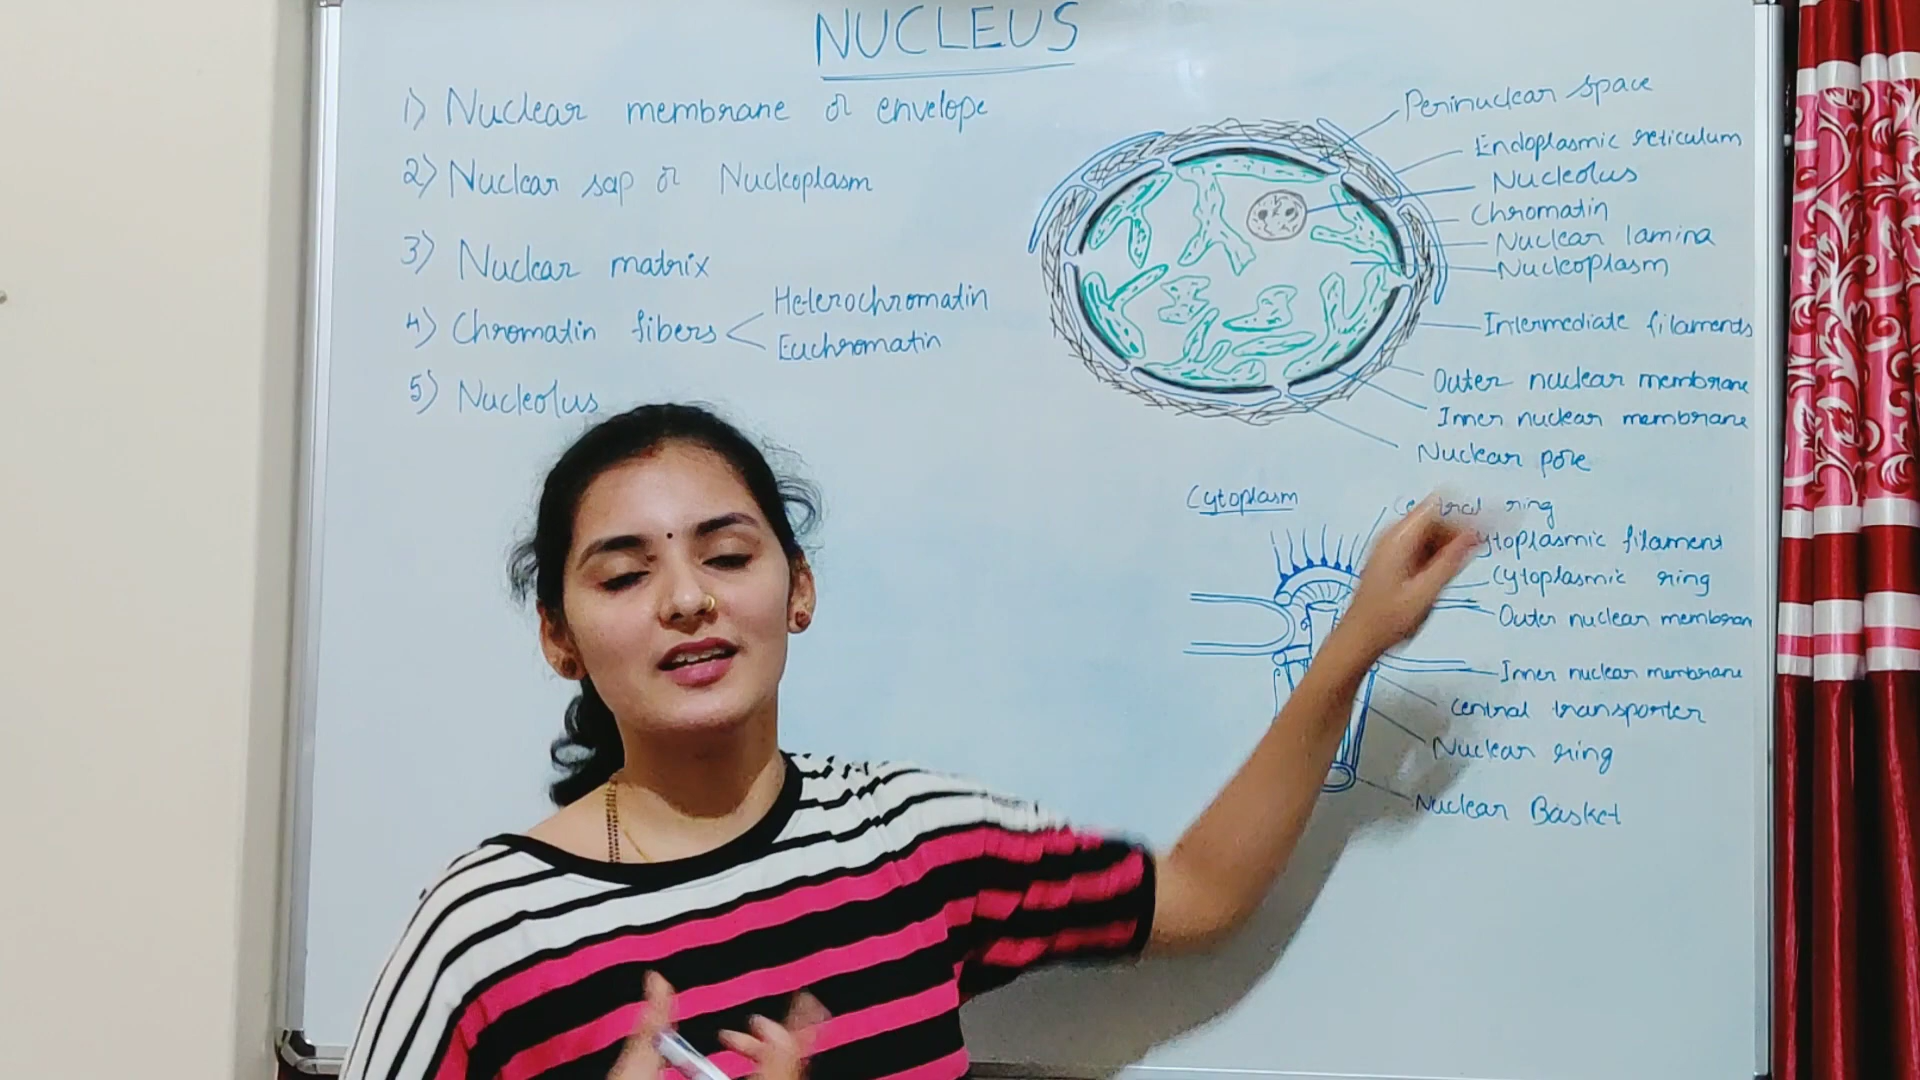 NUCLEUS
1) Nuclear membrane or envelope
2) Nuclear sap or Nucleoplasm
3) Nuclear matrix
4) Chromatin fibers
Heterochromatin
Euchromatin
5) Nucleolus
Perinuclear space
Endoplasmic reticulum
Nucleolus
Chromatin
Nuclear lamina
Nucleoplasm
Intermediate filaments
Outer nuclear membrane
Inner nuclear membrane
Nuclear pore
Cytoplasm
Central ring
Cytoplasmic filament
Cytoplasmic ring
Outer nuclear membran
Inner nuclear membrane
Central transporter
Nuclear ring
Nuclear Basket